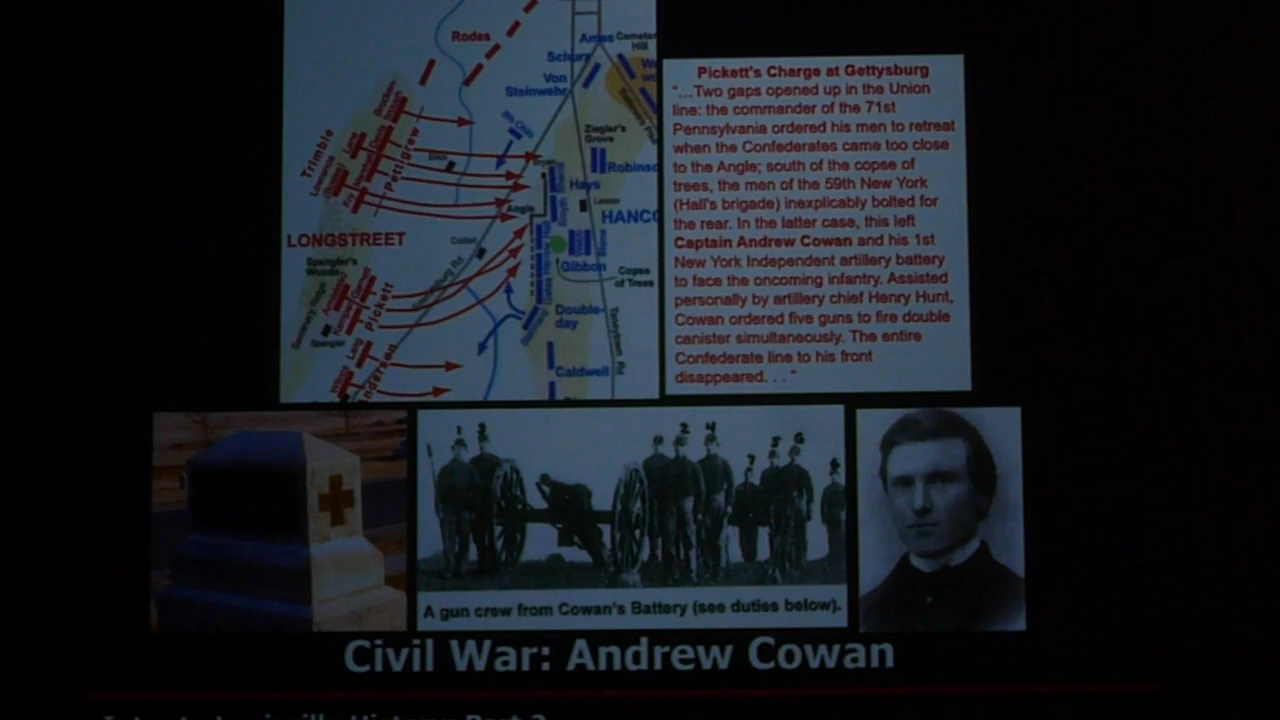 Rodes
Ames
Cemetery
Hill
Schurz
Von
Steinwehr
Ziegler's
Grove
Robinso
Trimble
Pettigrew
Hays
HANCO
Angle
LONGSTREET
Gibbon
Copse
of Trees
Spangler's
Woods
Pickett
Double-
day
Taneytown Rd
Lang
Caldwell
Pickett's Charge at Gettysburg
"...Two gaps opened up in the Union
line: the commander of the 71st
Pennsylvania ordered his men to retreat
when the Confederates came too close
to the Angle; south of the copse of
trees, the men of the 59th New York
(Hall's brigade) inexplicably bolted for
the rear. In the latter case, this left
Captain Andrew Cowan and his 1st
New York Independent artillery battery
to face the oncoming infantry. Assisted
personally by artillery chief Henry Hunt,
Cowan ordered five guns to fire double
canister simultaneously. The entire
Confederate line to his front
disappeared. . . "
A gun crew from Cowan's Battery (see duties below).
Civil War: Andrew Cowan